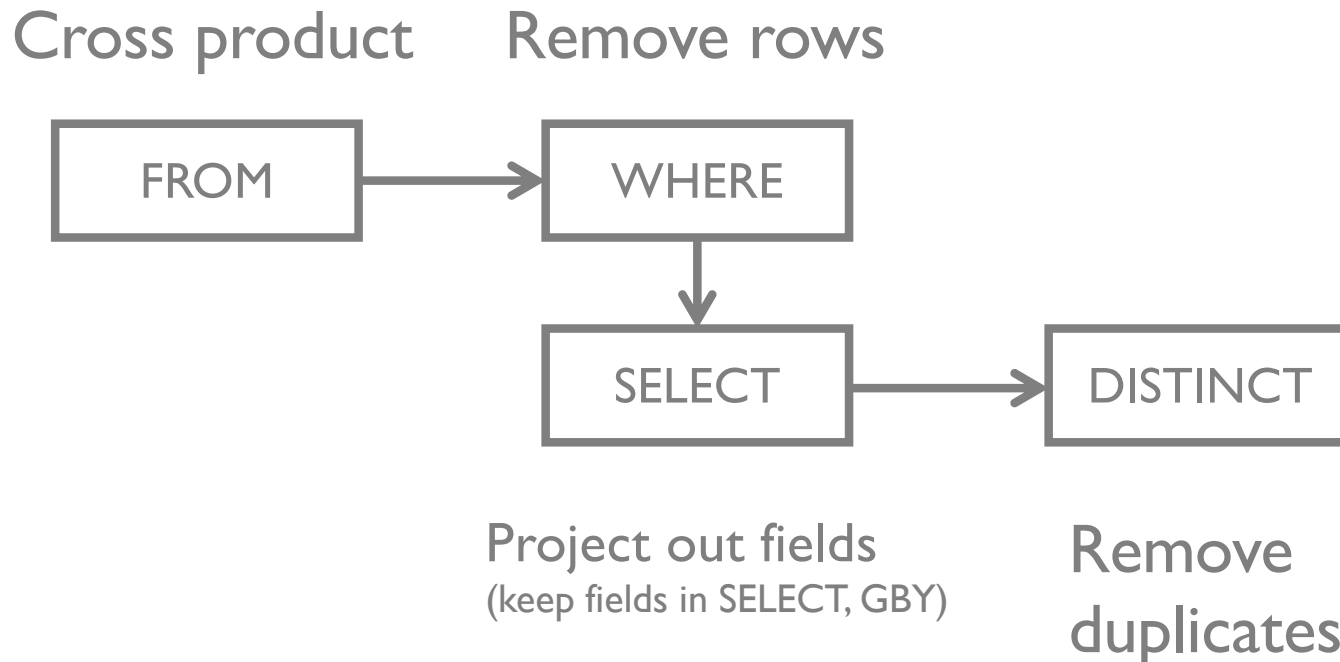 Cross product
Remove rows
FROM
WHERE
SELECT
DISTINCT
Project out fields
(keep fields in SELECT, GBY)
Remove
duplicates